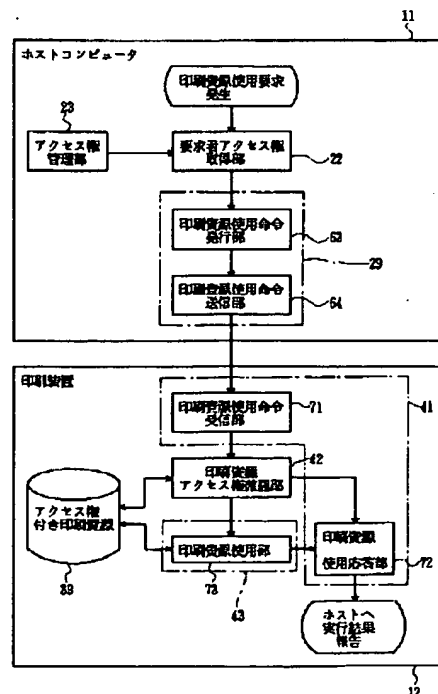 11
ホストコンピュータ
印刷資源使用要求
発生
23
アクセス権
管理部
要求者アクセス権
取得部
22
印刷資源使用命令
発行部
63
29
印刷資源使用命令
送信部
64
印刷装置
印刷資源使用命令
受信部
71
41
42
印刷資源
アクセス権確認部
アクセス権
付き印刷資源
33
印刷資源使用部
73
43
印刷資源
使用応答部
72
ホストへ
実行結果
報告
12